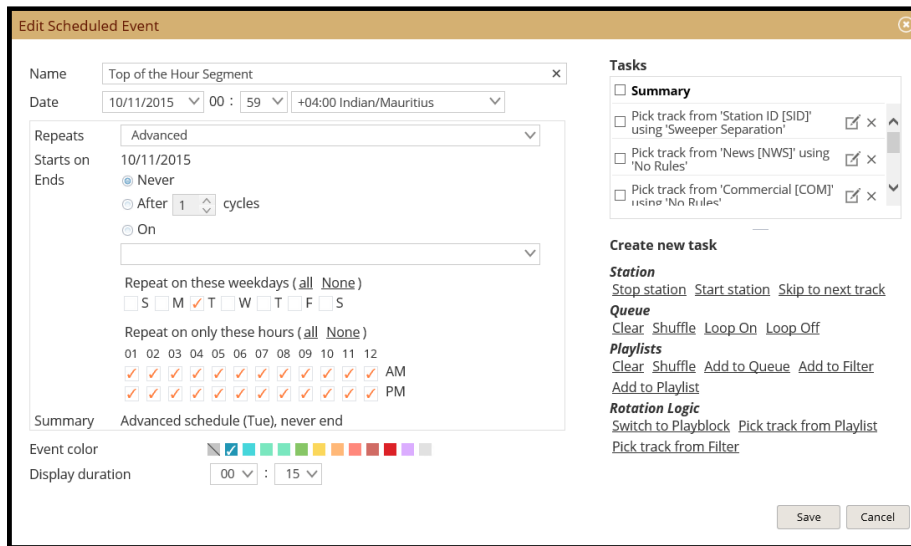 Edit Scheduled Event
Name Top of the Hour Segment
Date 10/11/2015 00 : 59 +04:00 Indian/Mauritius
Repeats Advanced
Starts on 10/11/2015
Ends Never
After 1 cycles
On
Repeat on these weekdays ( all None )
S M T W T F S
Repeat on only these hours ( all None )
01 02 03 04 05 06 07 08 09 10 11 12
AM
PM
Summary Advanced schedule (Tue), never end
Event color
Display duration 00 : 15
Tasks
Summary
Pick track from 'Station ID [SID]'
using 'Sweeper Separation'
Pick track from 'News [NWS]' using
'No Rules'
Pick track from 'Commercial [COM]'
using 'No Rules'
Create new task
Station
Stop station Start station Skip to next track
Queue
Clear Shuffle Loop On Loop Off
Playlists
Clear Shuffle Add to Queue Add to Filter
Add to Playlist
Rotation Logic
Switch to Playblock Pick track from Playlist
Pick track from Filter
Save Cancel